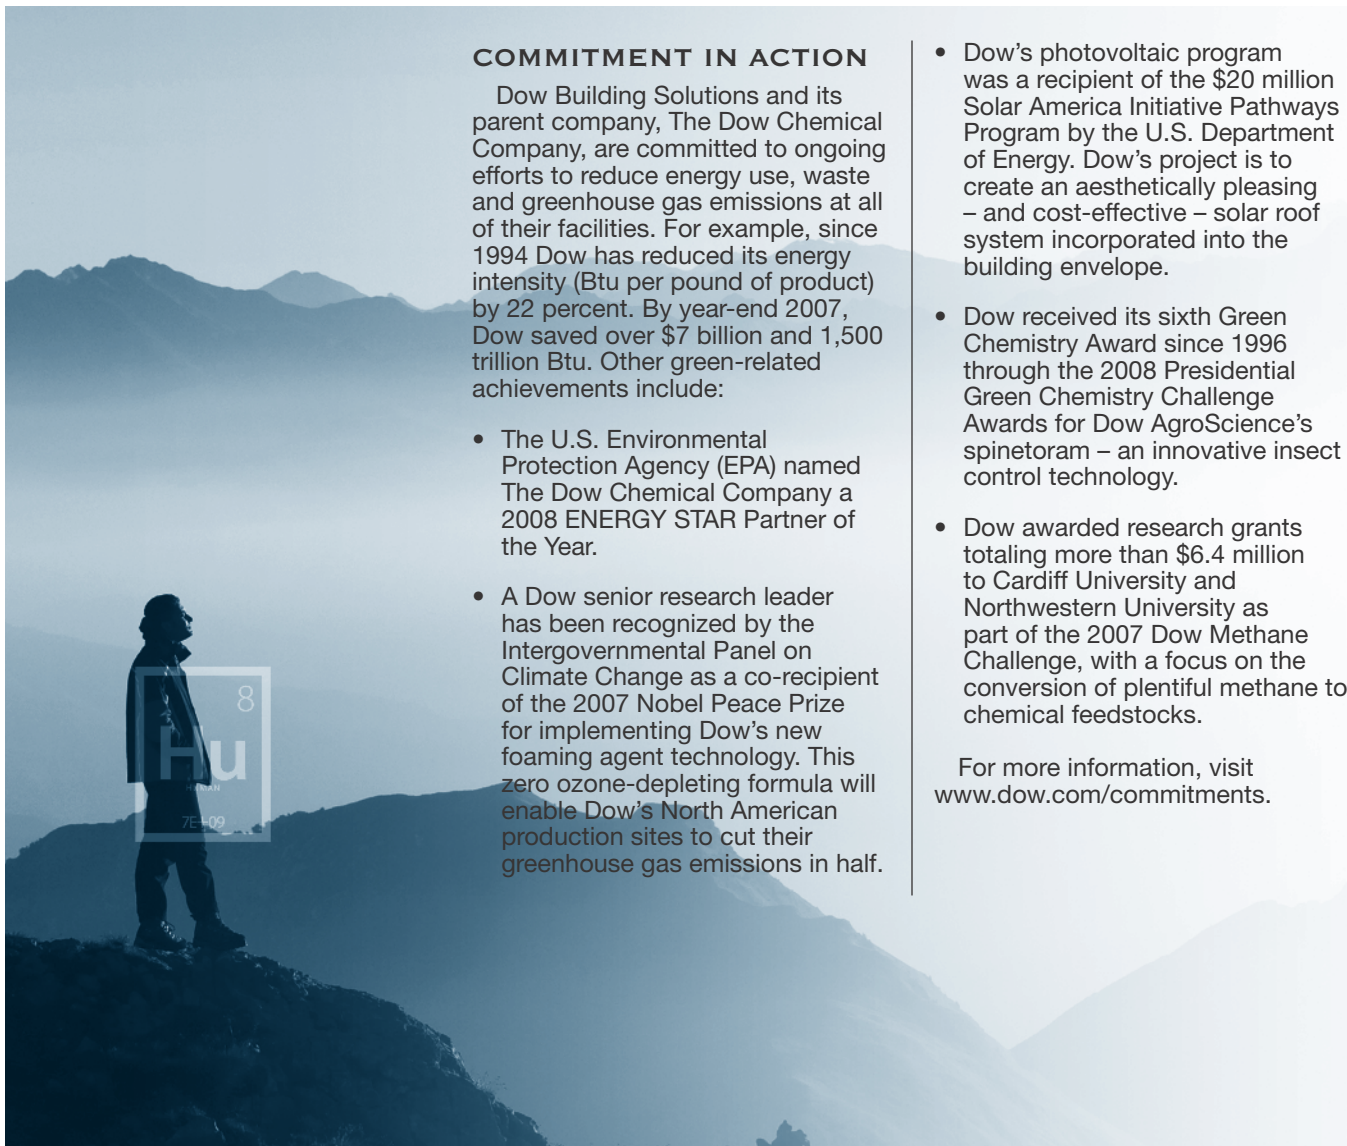 COMMITMENT IN ACTION
Dow Building Solutions and its
parent company, The Dow Chemical
Company, are committed to ongoing
efforts to reduce energy use, waste
and greenhouse gas emissions at all
of their facilities. For example, since
1994 Dow has reduced its energy
intensity (Btu per pound of product)
by 22 percent. By year-end 2007,
Dow saved over $7 billion and 1,500
trillion Btu. Other green-related
achievements include:
• The U.S. Environmental
Protection Agency (EPA) named
The Dow Chemical Company a
2008 ENERGY STAR Partner of
the Year.
• A Dow senior research leader
has been recognized by the
Intergovernmental Panel on
Climate Change as a co-recipient
of the 2007 Nobel Peace Prize
for implementing Dow's new
foaming agent technology. This
zero ozone-depleting formula will
enable Dow's North American
production sites to cut their
greenhouse gas emissions in half.
• Dow's photovoltaic program
was a recipient of the $20 million
Solar America Initiative Pathways
Program by the U.S. Department
of Energy. Dow's project is to
create an aesthetically pleasing
– and cost-effective – solar roof
system incorporated into the
building envelope.
• Dow received its sixth Green
Chemistry Award since 1996
through the 2008 Presidential
Green Chemistry Challenge
Awards for Dow AgroScience's
spinetoram – an innovative insect
control technology.
• Dow awarded research grants
totaling more than $6.4 million
to Cardiff University and
Northwestern University as
part of the 2007 Dow Methane
Challenge, with a focus on the
conversion of plentiful methane to
chemical feedstocks.
For more information, visit
www.dow.com/commitments.
8
Hu
HUMAN
7E+09